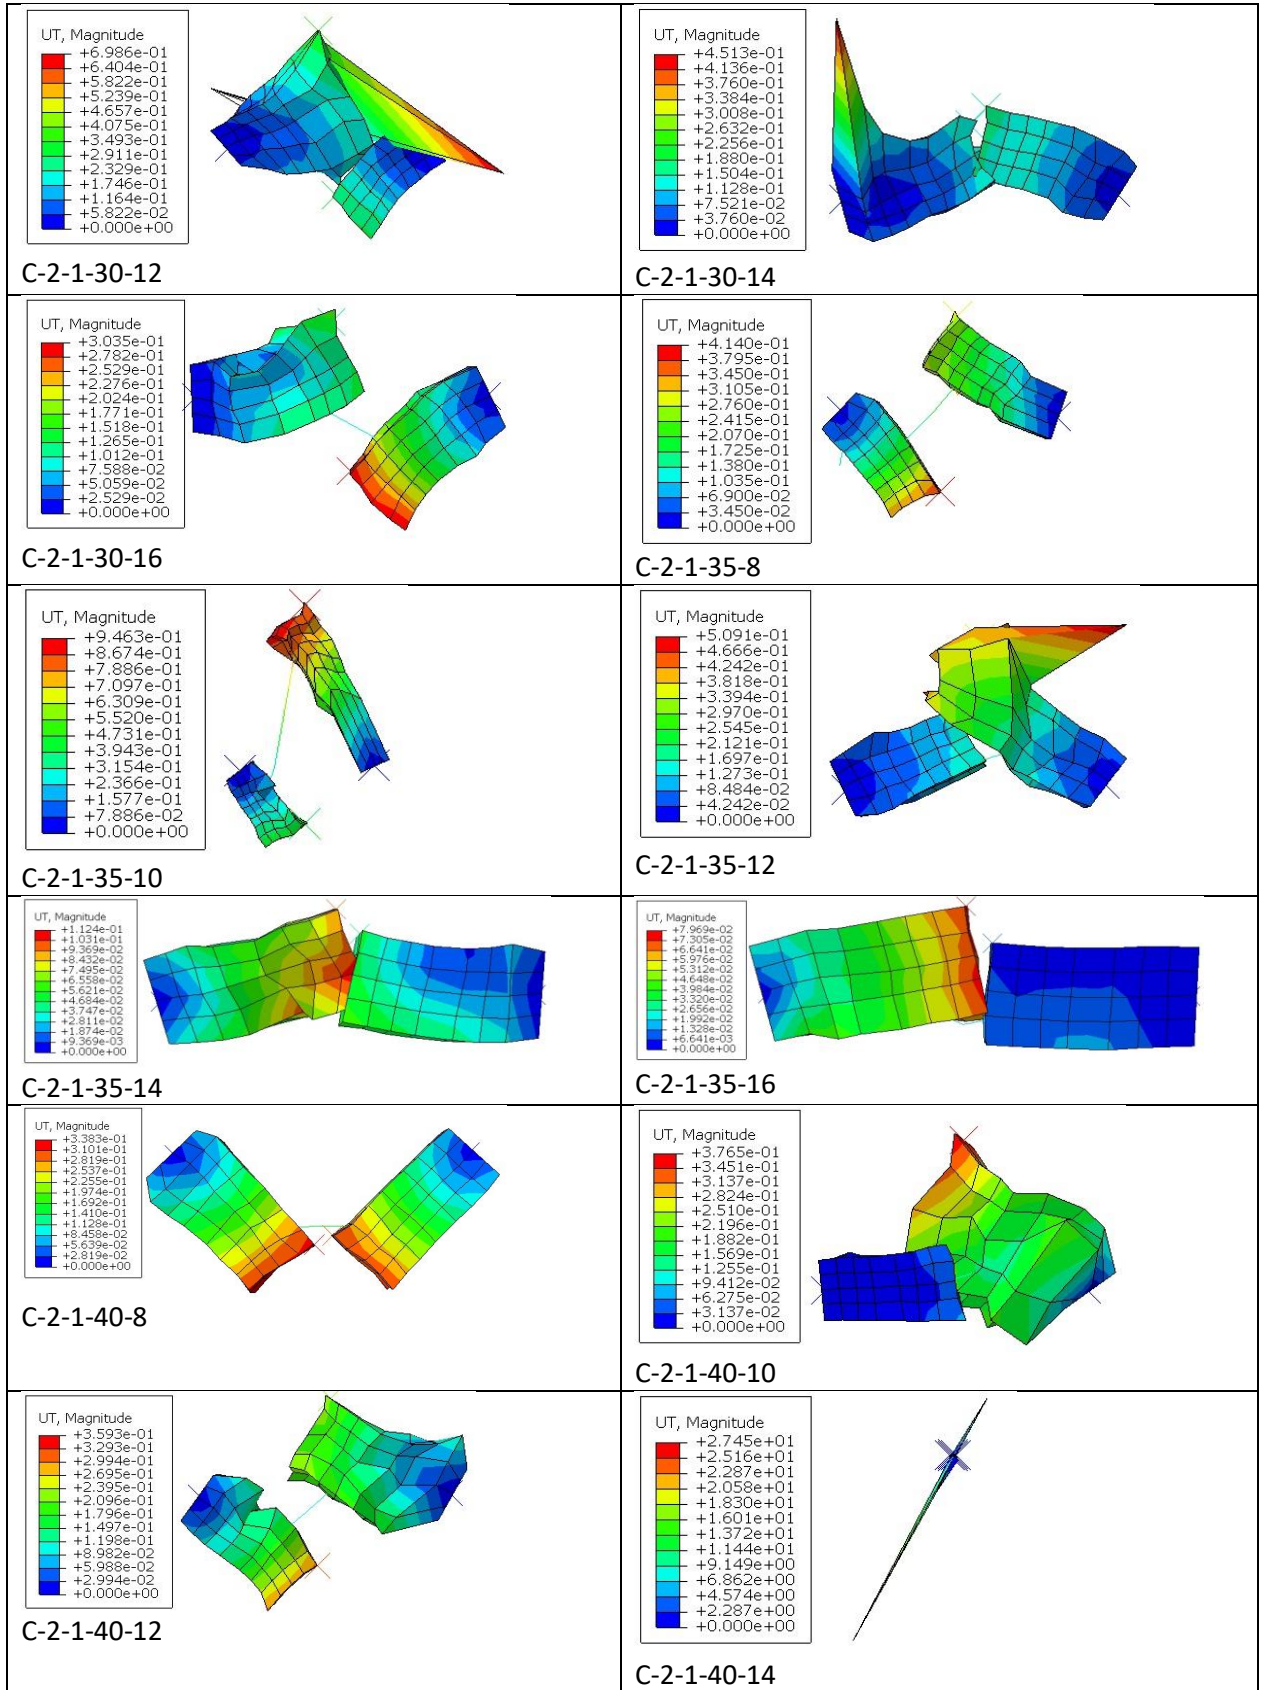 UT, Magnitude
+6.986e-01
+6.404e-01
+5.822e-01
+5.239e-01
+4.657e-01
+4.075e-01
+3.493e-01
+2.911e-01
+2.329e-01
+1.746e-01
+1.164e-01
+5.822e-02
+0.000e+00
C-2-1-30-12
UT, Magnitude
+4.513e-01
+4.136e-01
+3.760e-01
+3.384e-01
+3.008e-01
+2.632e-01
+2.256e-01
+1.880e-01
+1.504e-01
+1.128e-01
+7.521e-02
+3.760e-02
+0.000e+00
C-2-1-30-14
UT, Magnitude
+3.035e-01
+2.782e-01
+2.529e-01
+2.276e-01
+2.024e-01
+1.771e-01
+1.518e-01
+1.265e-01
+1.012e-01
+7.588e-02
+5.059e-02
+2.529e-02
+0.000e+00
C-2-1-30-16
UT, Magnitude
+4.140e-01
+3.795e-01
+3.450e-01
+3.105e-01
+2.760e-01
+2.415e-01
+2.070e-01
+1.725e-01
+1.380e-01
+1.035e-01
+6.900e-02
+3.450e-02
+0.000e+00
C-2-1-35-8
UT, Magnitude
+9.463e-01
+8.674e-01
+7.886e-01
+7.097e-01
+6.309e-01
+5.520e-01
+4.731e-01
+3.943e-01
+3.154e-01
+2.366e-01
+1.577e-01
+7.886e-02
+0.000e+00
C-2-1-35-10
UT, Magnitude
+5.091e-01
+4.666e-01
+4.242e-01
+3.818e-01
+3.394e-01
+2.970e-01
+2.545e-01
+2.121e-01
+1.697e-01
+1.273e-01
+8.484e-02
+4.242e-02
+0.000e+00
C-2-1-35-12
UT, Magnitude
+1.124e-01
+1.031e-01
+9.369e-02
+8.432e-02
+7.495e-02
+6.558e-02
+5.621e-02
+4.684e-02
+3.747e-02
+2.811e-02
+1.874e-02
+9.369e-03
+0.000e+00
C-2-1-35-14
UT, Magnitude
+7.969e-02
+7.305e-02
+6.641e-02
+5.976e-02
+5.312e-02
+4.648e-02
+3.984e-02
+3.320e-02
+2.656e-02
+1.992e-02
+1.328e-02
+6.641e-03
+0.000e+00
C-2-1-35-16
UT, Magnitude
+3.383e-01
+3.101e-01
+2.819e-01
+2.537e-01
+2.255e-01
+1.974e-01
+1.692e-01
+1.410e-01
+1.128e-01
+8.458e-02
+5.639e-02
+2.819e-02
+0.000e+00
C-2-1-40-8
UT, Magnitude
+3.765e-01
+3.451e-01
+3.137e-01
+2.824e-01
+2.510e-01
+2.196e-01
+1.882e-01
+1.569e-01
+1.255e-01
+9.412e-02
+6.275e-02
+3.137e-02
+0.000e+00
C-2-1-40-10
UT, Magnitude
+3.593e-01
+3.293e-01
+2.994e-01
+2.695e-01
+2.395e-01
+2.096e-01
+1.796e-01
+1.497e-01
+1.198e-01
+8.982e-02
+5.988e-02
+2.994e-02
+0.000e+00
C-2-1-40-12
UT, Magnitude
+2.745e+01
+2.516e+01
+2.287e+01
+2.058e+01
+1.830e+01
+1.601e+01
+1.372e+01
+1.144e+01
+9.149e+00
+6.862e+00
+4.574e+00
+2.287e+00
+0.000e+00
C-2-1-40-14